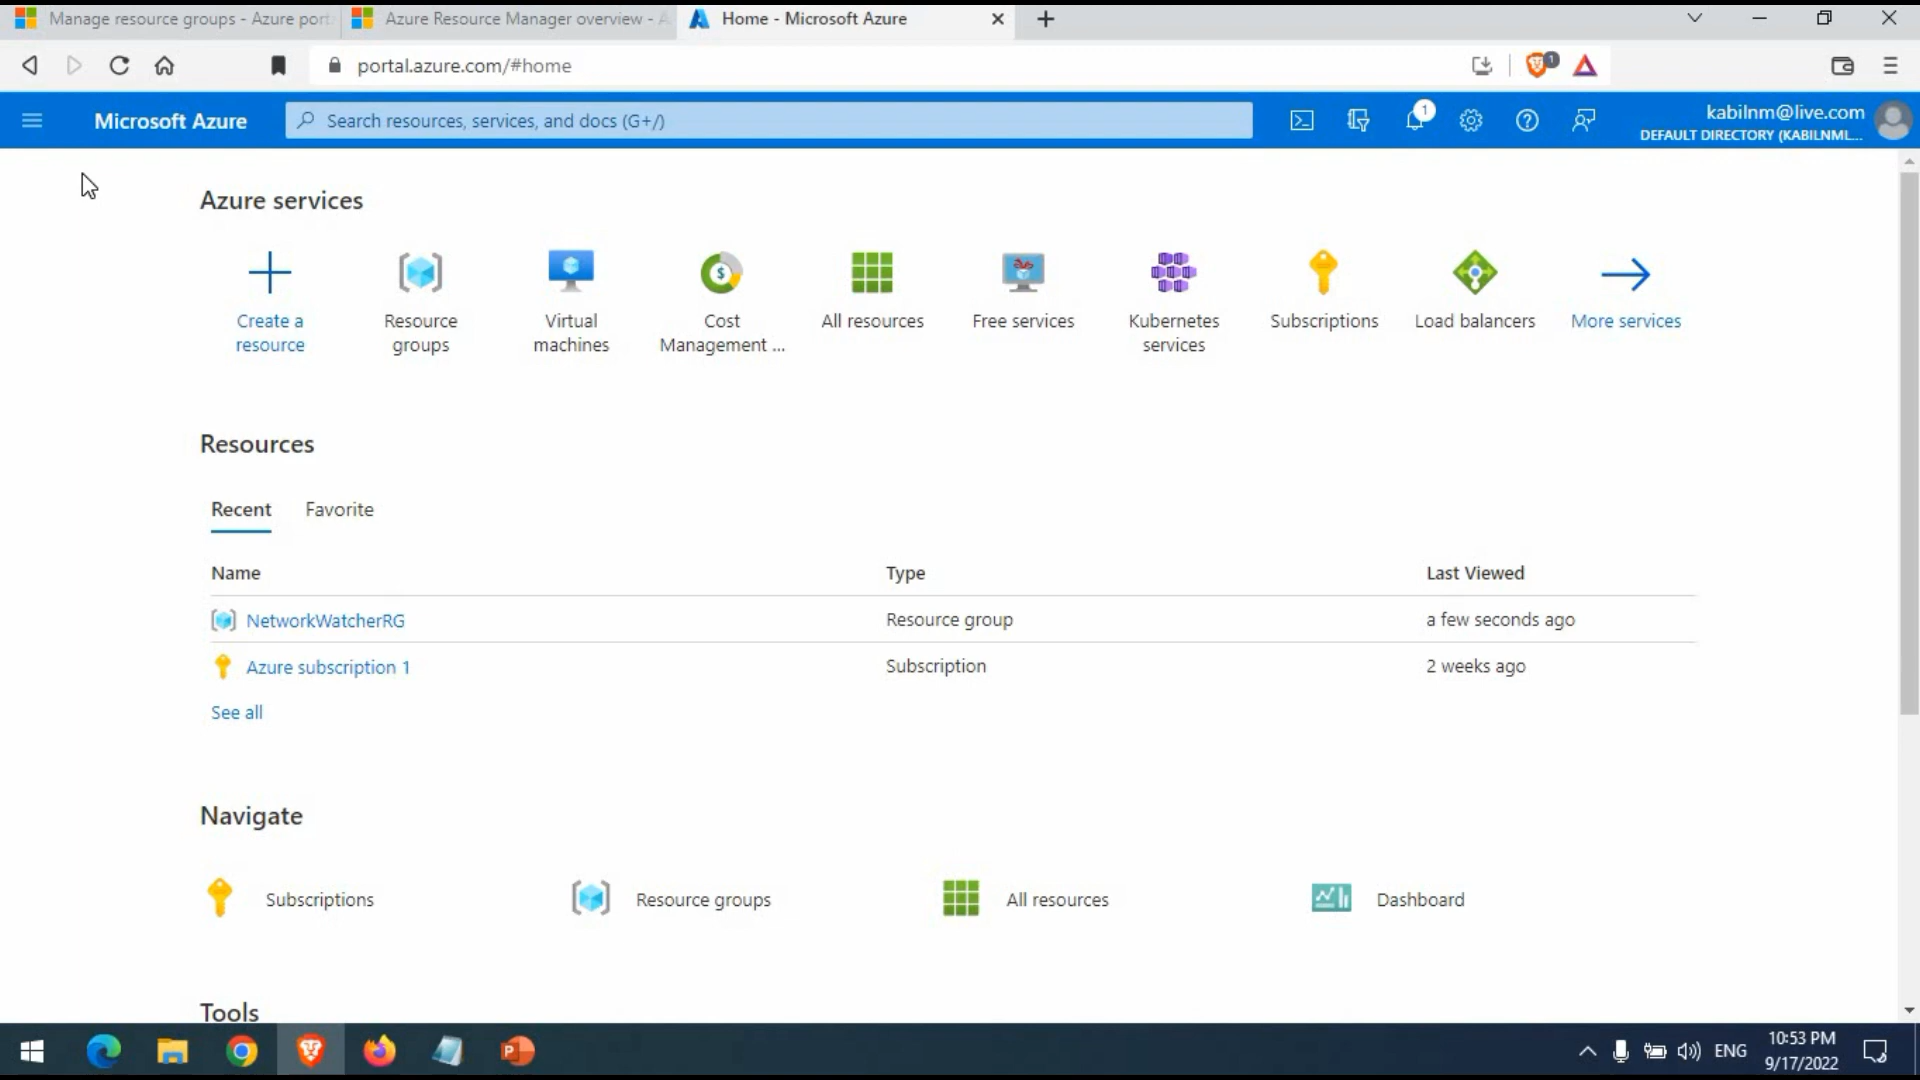 Manage resource groups - Azure port
Azure Resource Manager overview - A
Home - Microsoft Azure
portal.azure.com/#home
1
Microsoft Azure
Search resources, services, and docs (G+/)
1
kabilnm@live.com
DEFAULT DIRECTORY (KABILNML...
Azure services
Create a
resource
Resource
groups
Virtual
machines
Cost
Management ...
All resources
Free services
Kubernetes
services
Subscriptions
Load balancers
More services
Resources
Recent
Favorite
Name
Type
Last Viewed
NetworkWatcherRG
Resource group
a few seconds ago
Azure subscription 1
Subscription
2 weeks ago
See all
Navigate
Subscriptions
Resource groups
All resources
Dashboard
Tools
ENG
10:53 PM
9/17/2022